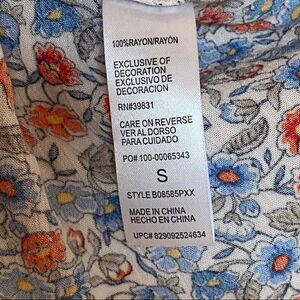 100%RAYON/RAYÓN
EXCLUSIVE OF
DECORATION
EXCLUSIVO DE
DECORACION
RN#39831
CARE ON REVERSE
VER AL DORSO
PARA CUIDADO
PO# 100-00065343
S
STYLE B08585PXX
MADE IN CHINA
HECHO EN CHINA
UPC# 829092524634